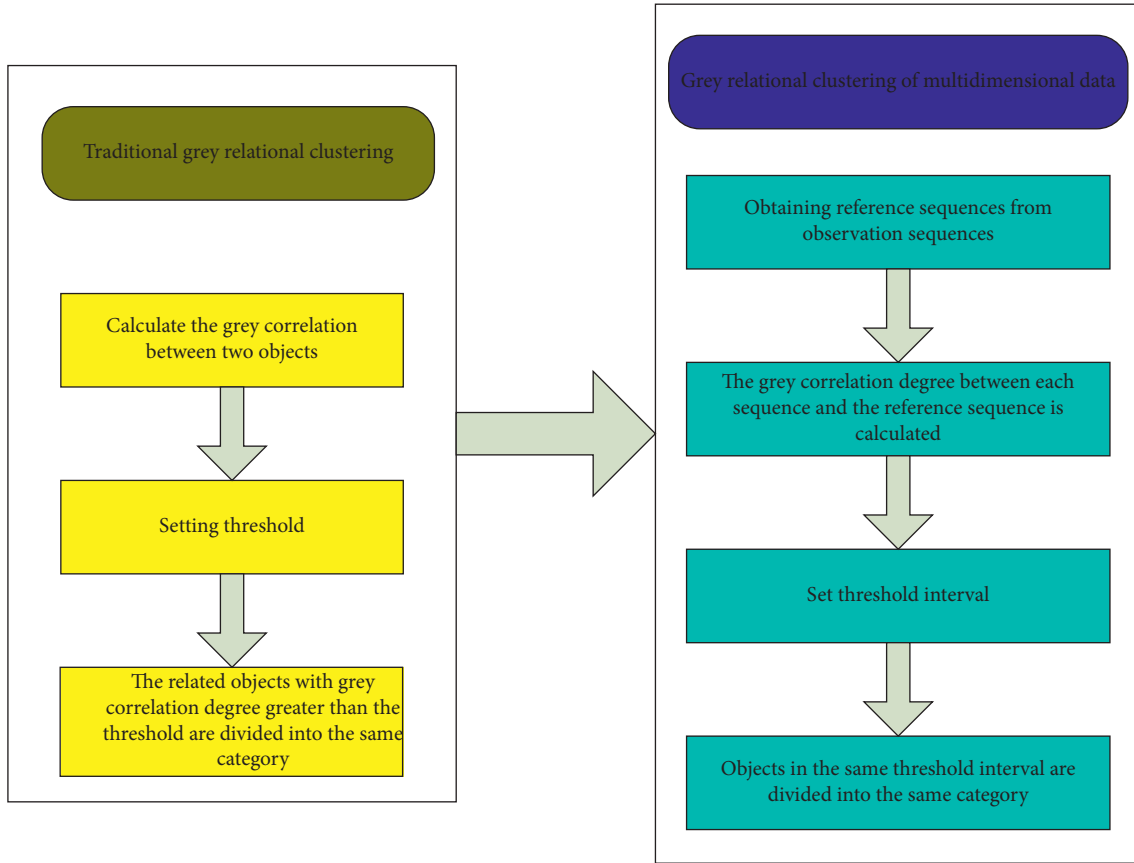 Traditional grey relational clustering
Calculate the grey correlation
between two objects
Setting threshold
The related objects with grey
correlation degree greater than the
threshold are divided into the same
category
Grey relational clustering of multidimensional data
Obtaining reference sequences from
observation sequences
The grey correlation degree between each
sequence and the reference sequence is
calculated
Set threshold interval
Objects in the same threshold interval are
divided into the same category